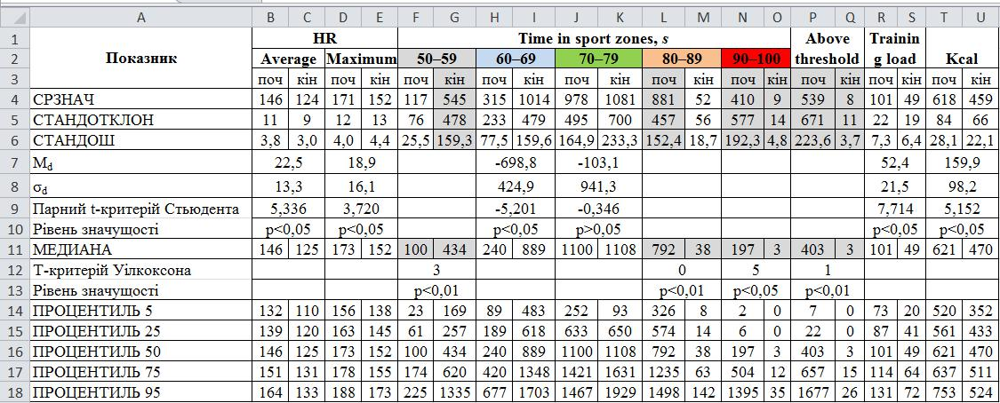 A B C D E F G H I J K L M N O P Q R S T U
1 Показник HR Time in sport zones, s Above threshold Trainin g load Kcal
2 Average Maximum 50–59 60–69 70–79 80–89 90–100
3 поч кін поч кін поч кін поч кін поч кін поч кін поч кін поч кін поч кін поч кін
4 СРЗНАЧ 146 124 171 152 117 545 315 1014 978 1081 881 52 410 9 539 8 101 49 618 459
5 СТАНДОТКЛОН 11 9 12 13 76 478 233 479 495 700 457 56 577 14 671 11 22 19 84 66
6 СТАНДОШ 3,8 3,0 4,0 4,4 25,5 159,3 77,5 159,6 164,9 233,3 152,4 18,7 192,3 4,8 223,6 3,7 7,3 6,4 28,1 22,1
7 Md 22,5 18,9 -698,8 -103,1 52,4 159,9
8 σd 13,3 16,1 424,9 941,3 21,5 98,2
9 Парний t-критерій Стьюдента 5,336 3,720 -5,201 -0,346 7,714 5,152
10 Рівень значущості p<0,05 p<0,05 p<0,05 p>0,05 p<0,05 p<0,05
11 МЕДИАНА 146 125 173 152 100 434 240 889 1100 1108 792 38 197 3 403 3 101 49 621 470
12 Т-критерій Уілкоксона 3 0 5 1
13 Рівень значущості p<0,01 p<0,01 p<0,05 p<0,01
14 ПРОЦЕНТИЛЬ 5 132 110 156 138 23 169 89 483 252 93 326 8 2 0 7 0 73 20 520 352
15 ПРОЦЕНТИЛЬ 25 139 120 163 145 61 257 189 618 633 650 574 14 6 0 22 0 87 41 561 433
16 ПРОЦЕНТИЛЬ 50 146 125 173 152 100 434 240 889 1100 1108 792 38 197 3 403 3 101 49 621 470
17 ПРОЦЕНТИЛЬ 75 151 131 178 155 174 620 420 1348 1421 1631 1235 63 504 12 657 15 114 64 637 511
18 ПРОЦЕНТИЛЬ 95 164 133 188 173 225 1335 677 1703 1467 1929 1498 142 1395 35 1677 26 131 72 753 524